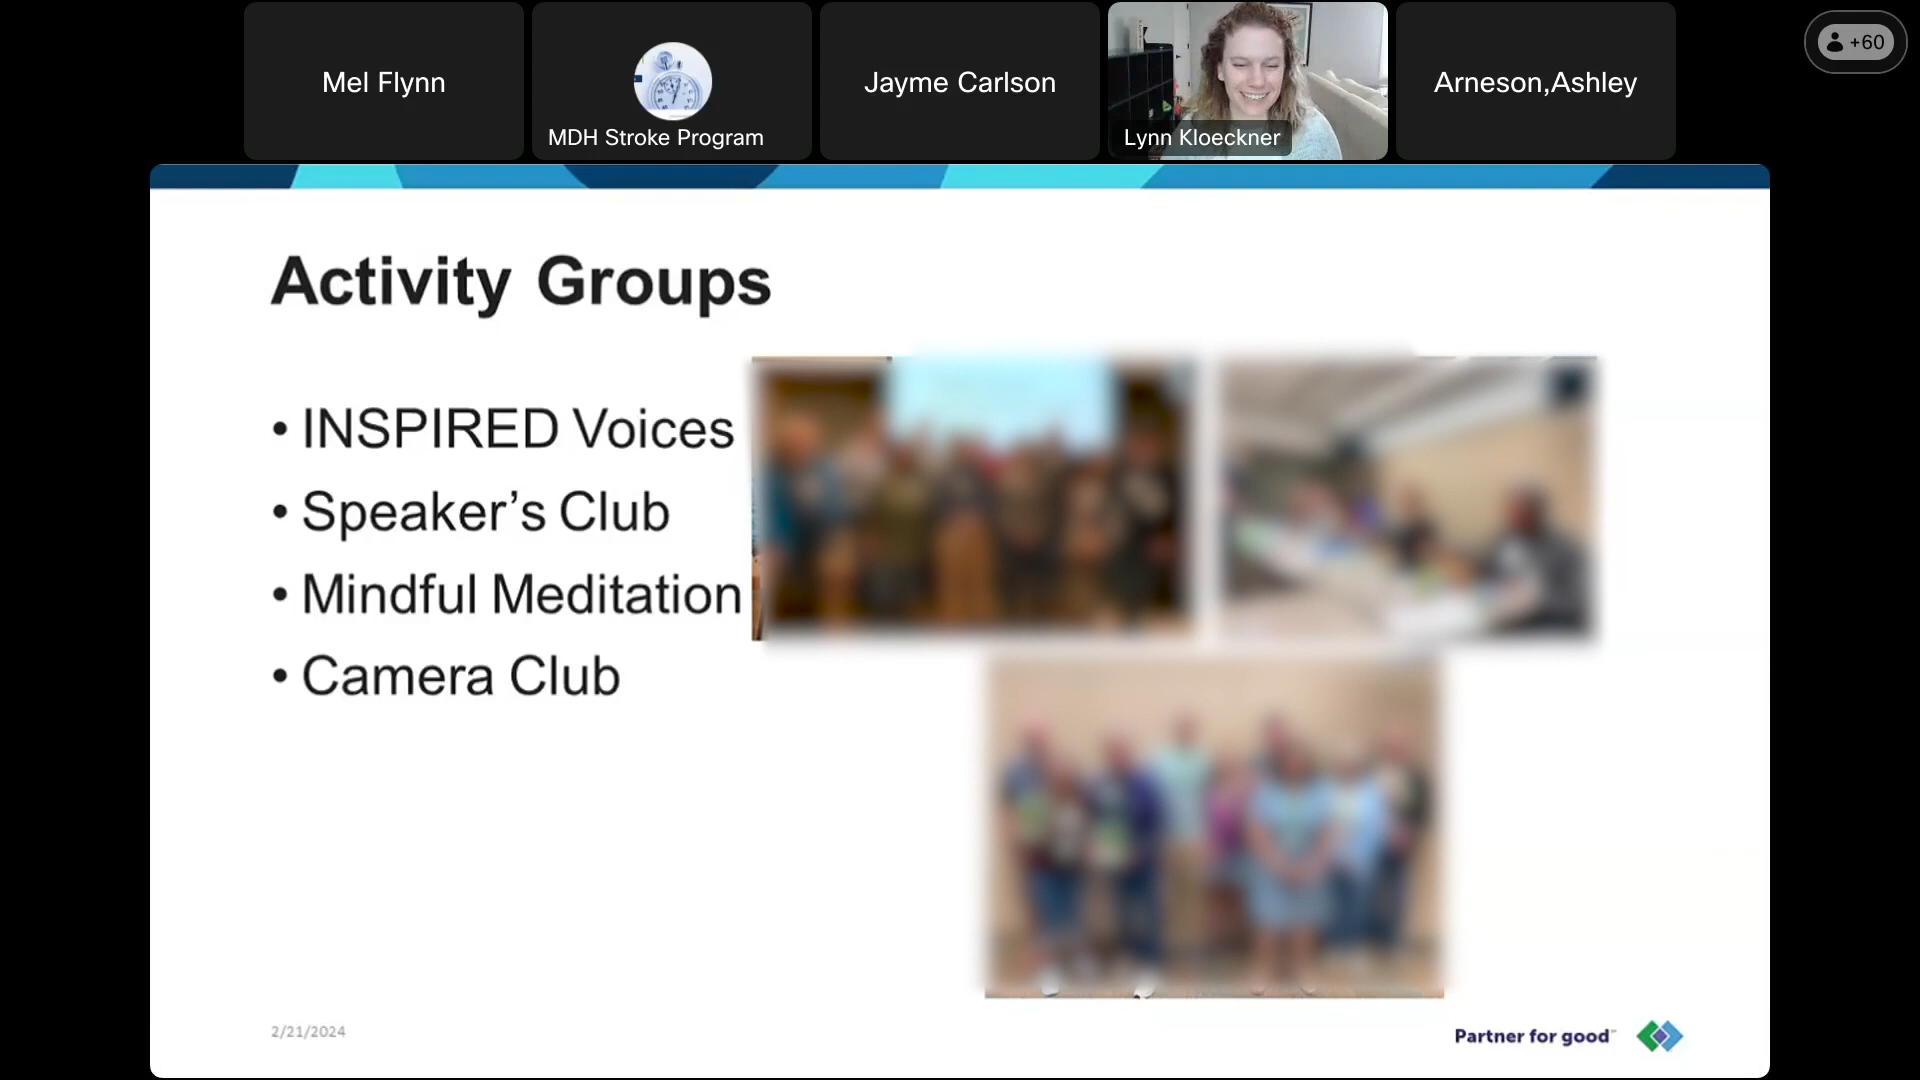 Mel Flynn
MDH Stroke Program
Jayme Carlson
Lynn Kloeckner
Arneson,Ashley
+60
Activity Groups
• INSPIRED Voices
• Speaker’s Club
• Mindful Meditation
• Camera Club
2/21/2024
Partner for good™